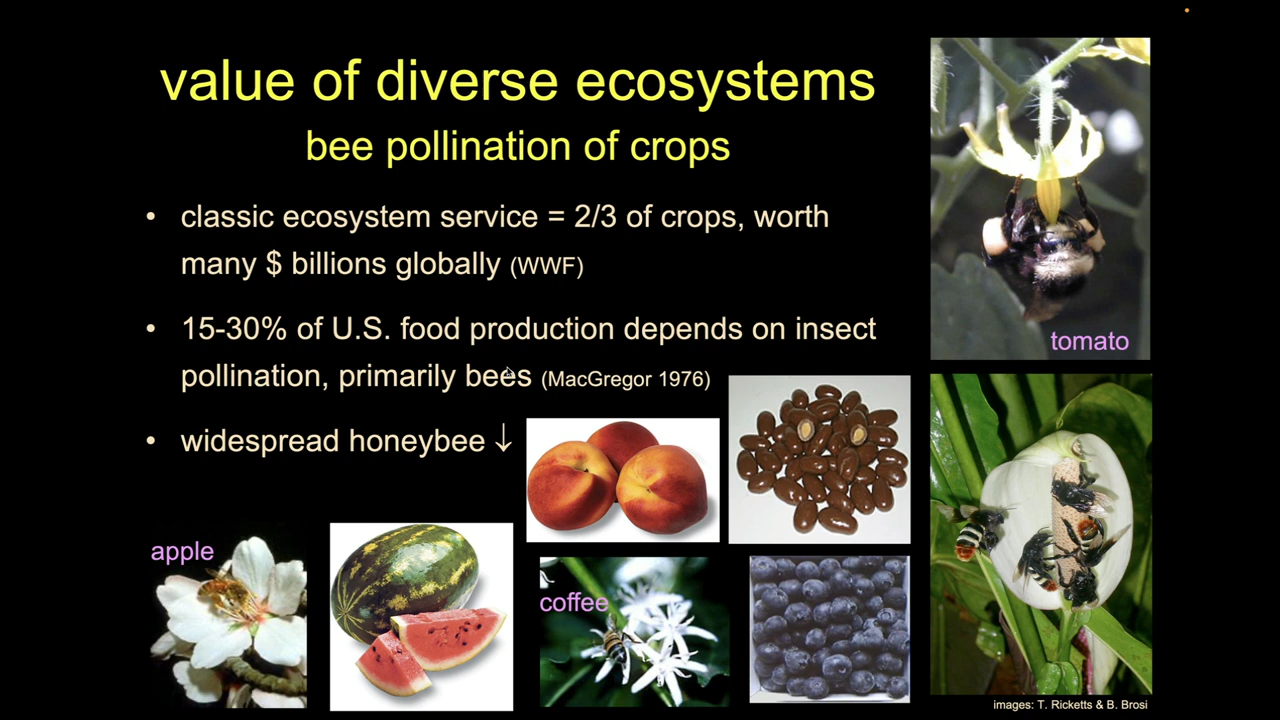 value of diverse ecosystems
bee pollination of crops
• classic ecosystem service = 2/3 of crops, worth
many $ billions globally (WWF)
• 15-30% of U.S. food production depends on insect
pollination, primarily bees (MacGregor 1976)
• widespread honeybee ↓
tomato
apple
coffee
images: T. Ricketts & B. Brosi